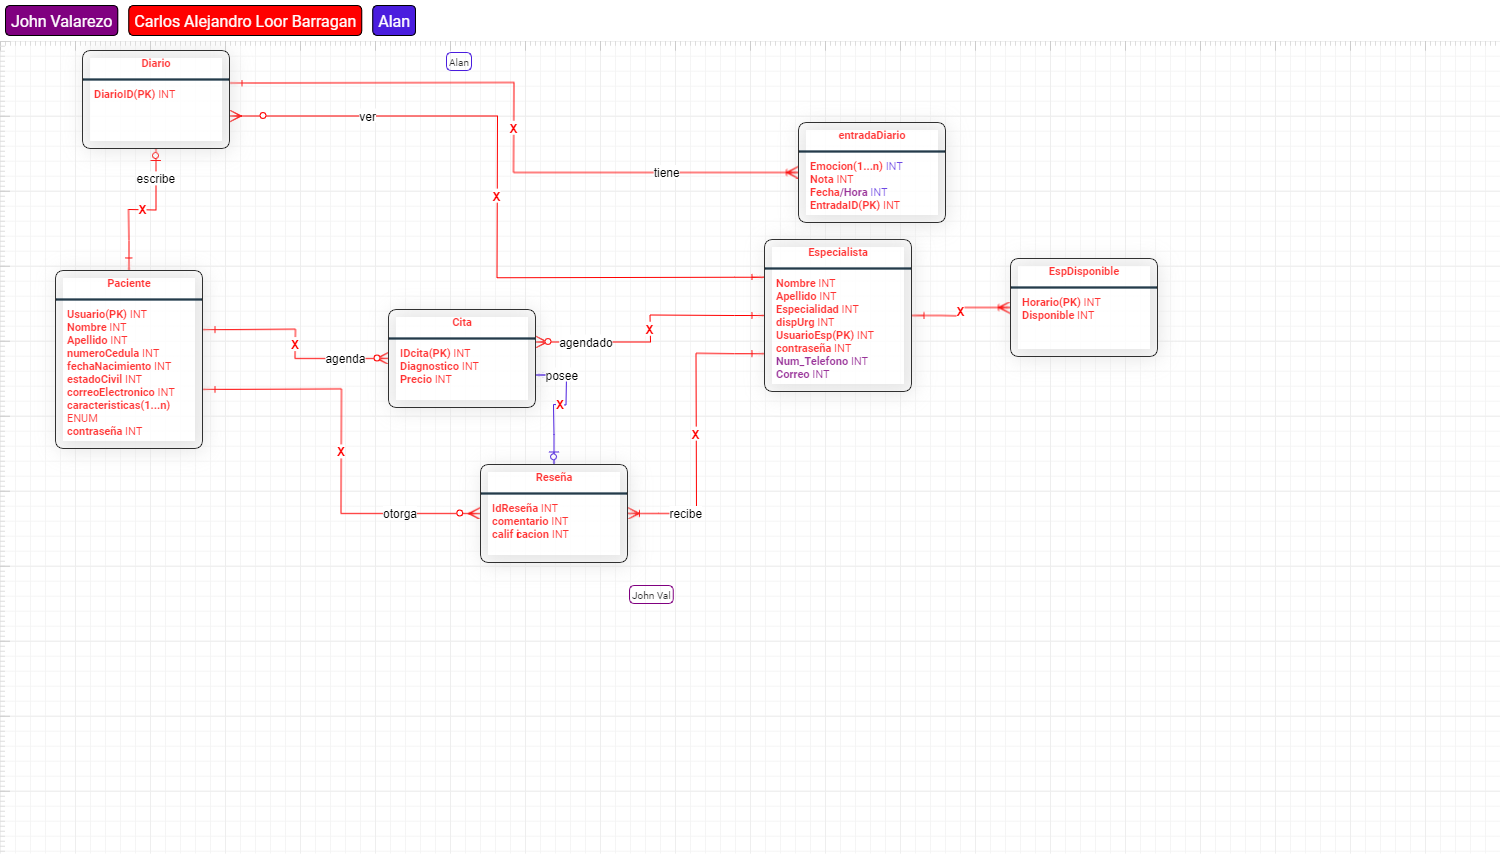 John Valarezo
Carlos Alejandro Loor Barragan
Alan
Diario
DiarioID(PK) INT
Alan
ver
X
X
tiene
entradaDiario
Emocion(1...n) INT
Nota INT
Fecha/Hora INT
EntradaID(PK) INT
escribe
X
Paciente
Usuario(PK) INT
Nombre INT
Apellido INT
numeroCedula INT
fechaNacimiento INT
estadoCivil INT
correoElectronico INT
caracteristicas(1...n)
ENUM
contraseña INT
X
agenda
Cita
IDcita(PK) INT
Diagnostico INT
Precio INT
agendado
X
posee
X
Especialista
Nombre INT
Apellido INT
Especialidad INT
dispUrg INT
UsuarioEsp(PK) INT
contraseña INT
Num_Telefono INT
Correo INT
X
EspDisponible
Horario(PK) INT
Disponible INT
X
otorga
Reseña
IdReseña INT
comentario INT
calificacion INT
X
recibe
John Val